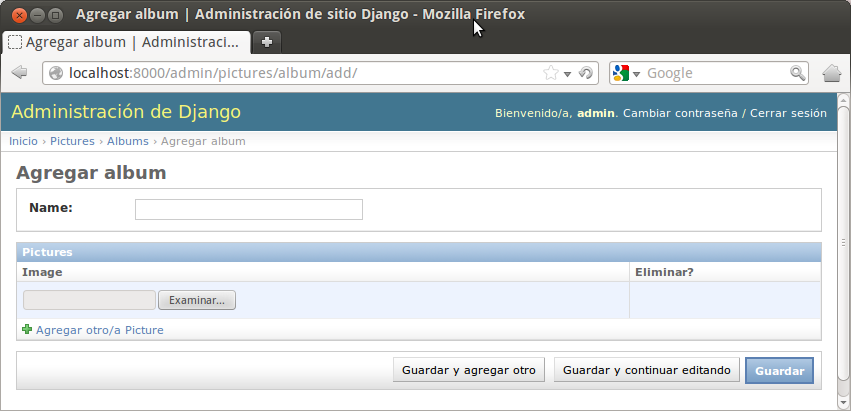 Agregar album | Administración de sitio Django - Mozilla Firefox
Agregar album | Administraci...
localhost:8000/admin/pictures/album/add/
Google
Administración de Django
Bienvenido/a, admin. Cambiar contraseña / Cerrar sesión
Inicio › Pictures › Albums › Agregar album
Agregar album
Name:
Pictures
Image Eliminar?
Examinar...
Agregar otro/a Picture
Guardar y agregar otro Guardar y continuar editando Guardar